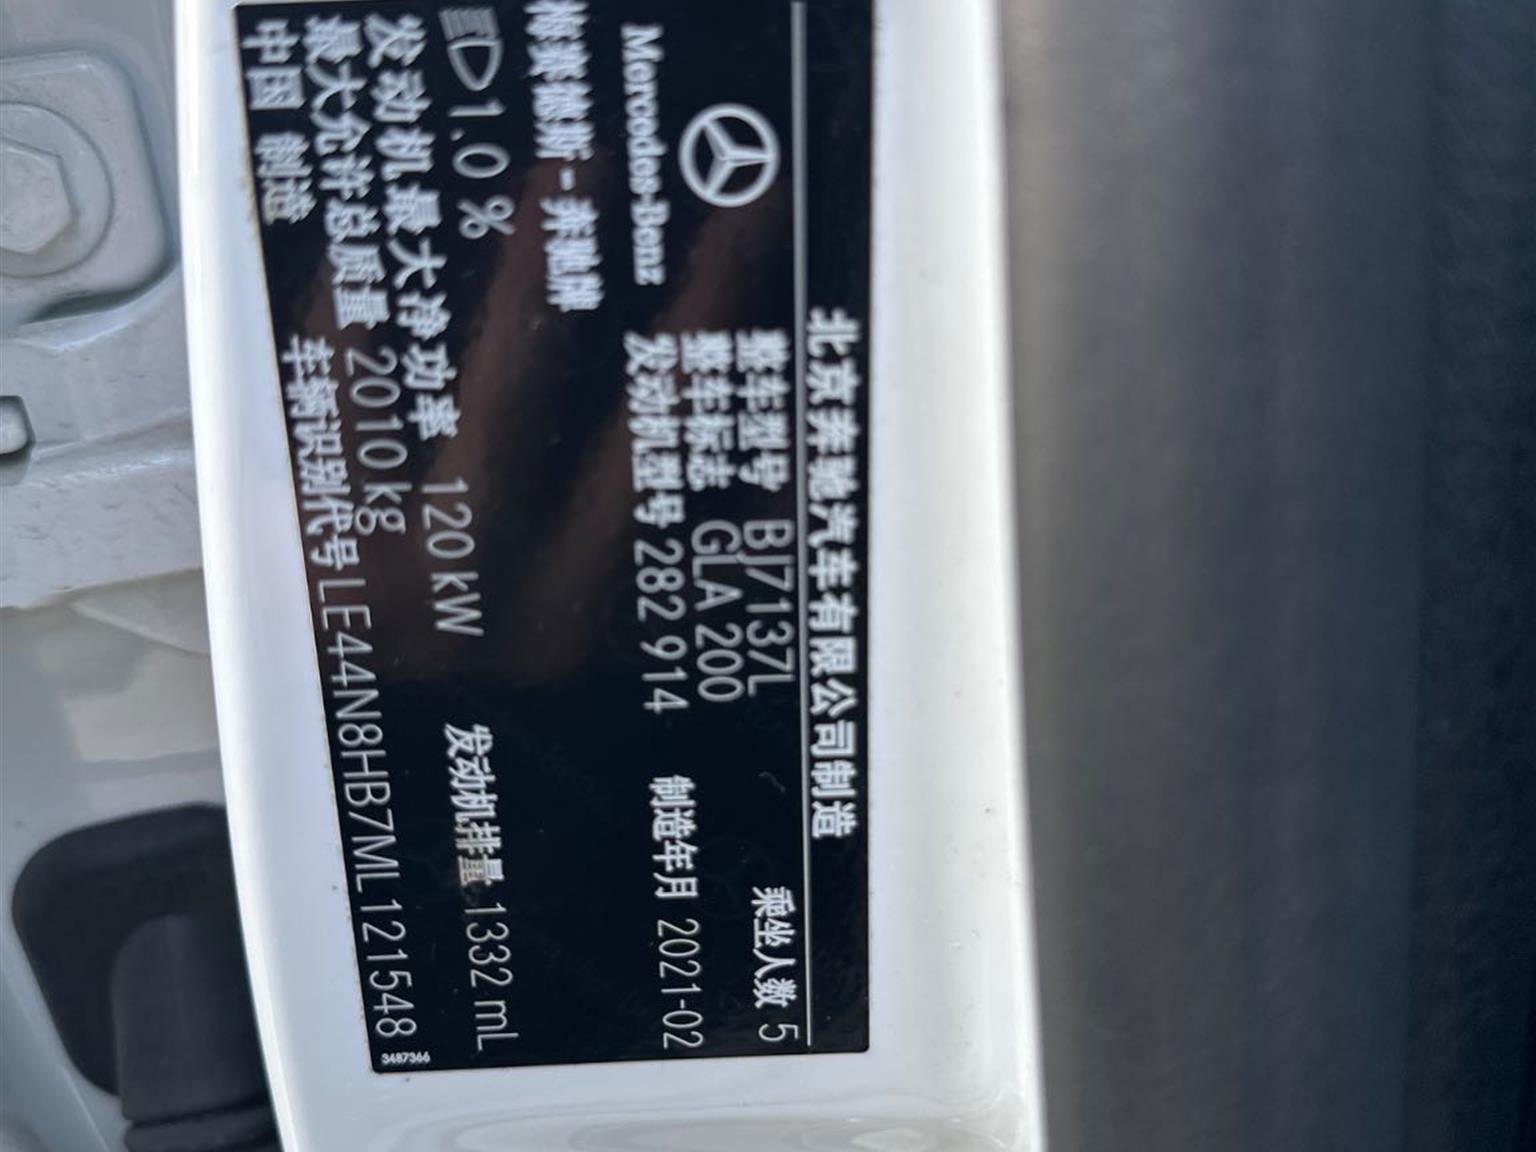 北京奔驰汽车有限公司制造
Mercedes-Benz
梅赛德斯-奔驰牌
整车型号 BJ7137L 乘坐人数 5
整车标志 GLA 200
发动机型号 282 914 制造年月 2021-02
1.0 %
发动机最大净功率 120 kW 发动机排量 1332 mL
最大允许总质量 2010 kg
中国 制造 车辆识别代号 LE44N8HB7ML121548
3487366